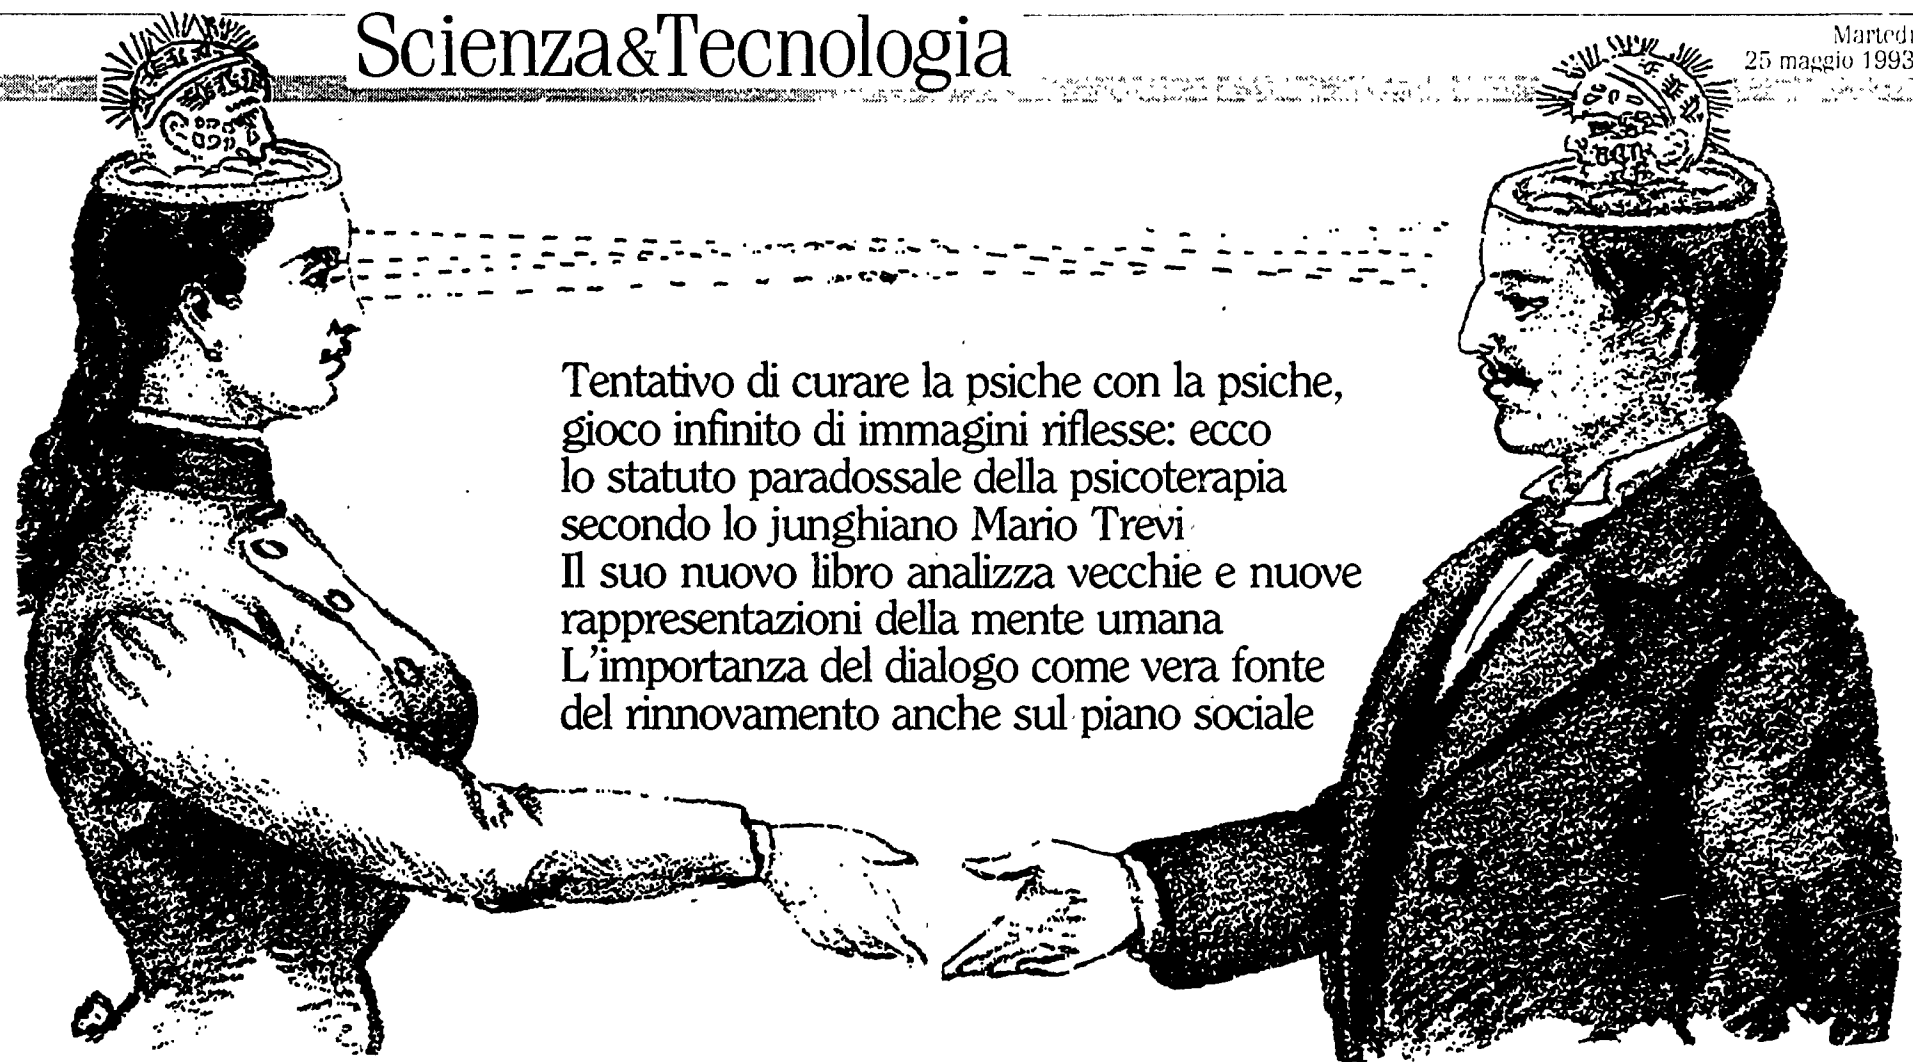 Scienza&Tecnologia
Martedì
25 maggio 1993
Tentativo di curare la psiche con la psiche,
gioco infinito di immagini riflesse: ecco
lo statuto paradossale della psicoterapia
secondo lo junghiano Mario Trevi
Il suo nuovo libro analizza vecchie e nuove
rappresentazioni della mente umana
L'importanza del dialogo come vera fonte
del rinnovamento anche sul piano sociale